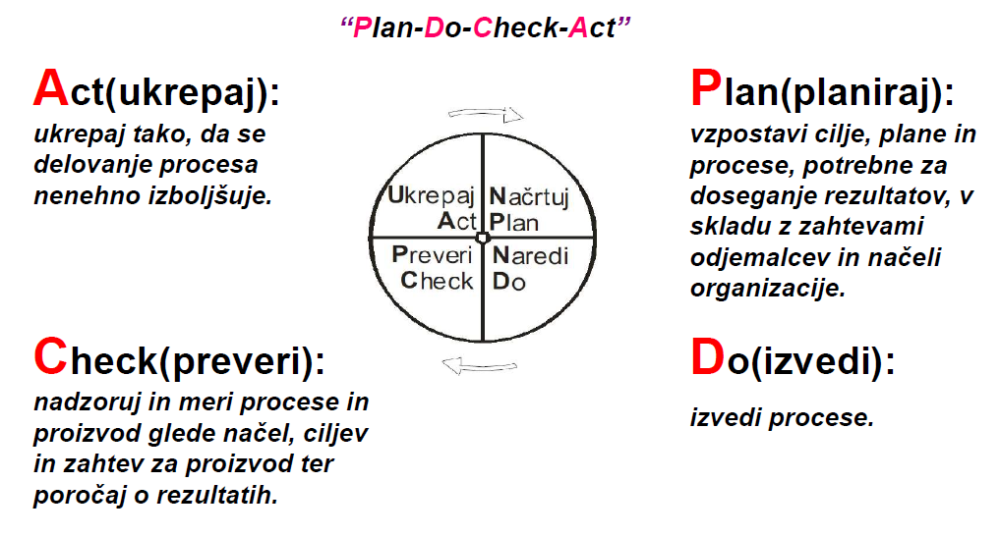 “Plan-Do-Check-Act”
Act(ukrepaj):
ukrepaj tako, da se
delovanje procesa
nenehno izboljšuje.
Plan(planiraj):
vzpostavi cilje, plane in
procese, potrebne za
doseganje rezultatov, v
skladu z zahtevami
odjemalcev in načeli
organizacije.
Ukrepaj
Act
Načrtuj
Plan
Preveri
Check
Naredi
Do
Check(preveri):
nadzoruj in meri procese in
proizvod glede načel, ciljev
in zahtev za proizvod ter
poročaj o rezultatih.
Do(izvedi):
izvedi procese.